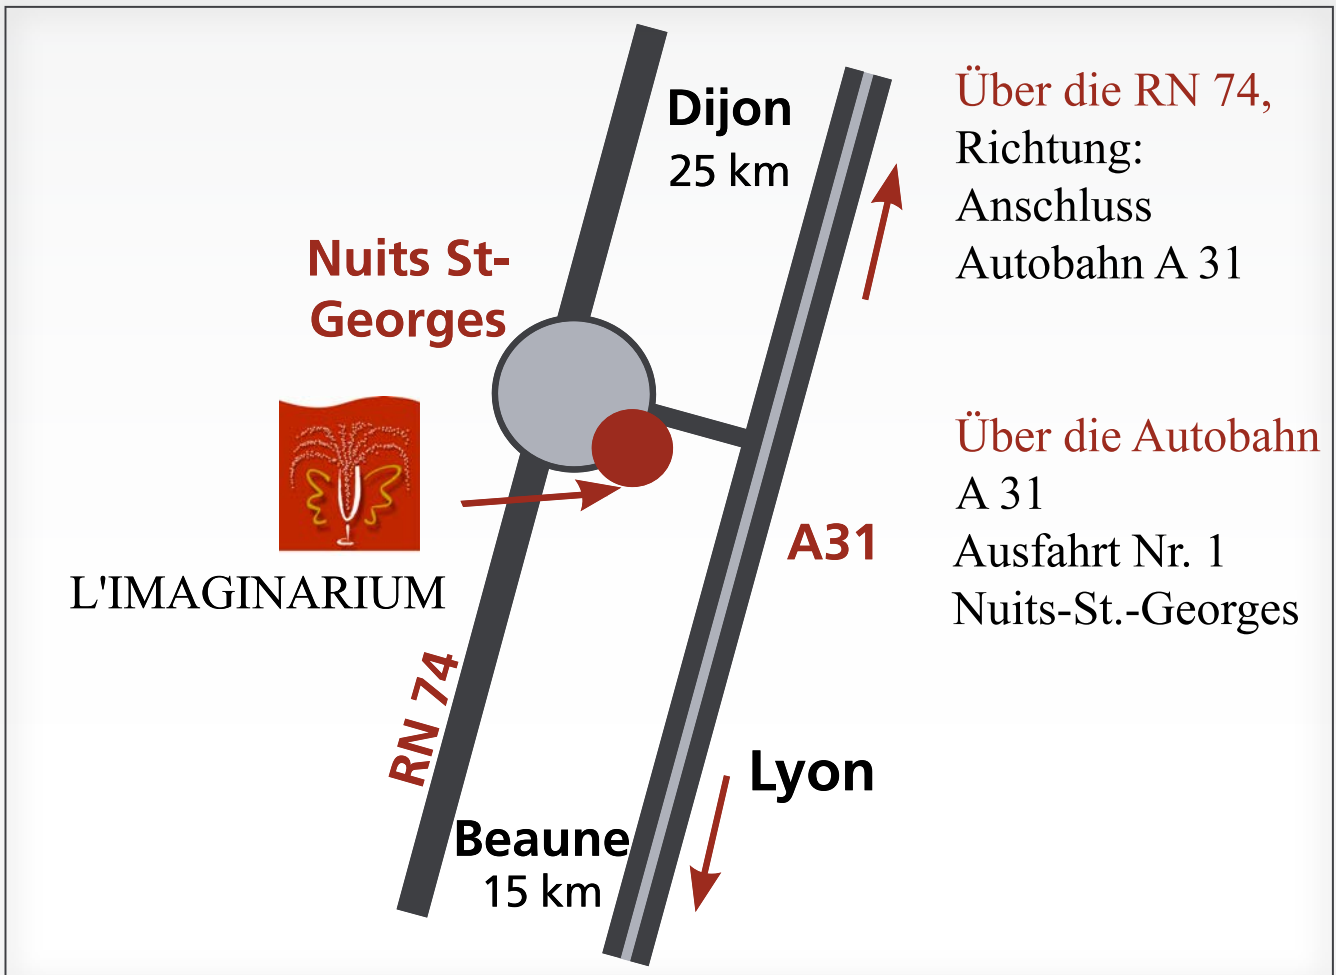 Dijon
25 km
Nuits St-
Georges
L'IMAGINARIUM
RN 74
A31
Lyon
Beaune
15 km
Über die RN 74,
Richtung:
Anschluss
Autobahn A 31
Über die Autobahn
A 31
Ausfahrt Nr. 1
Nuits-St.-Georges